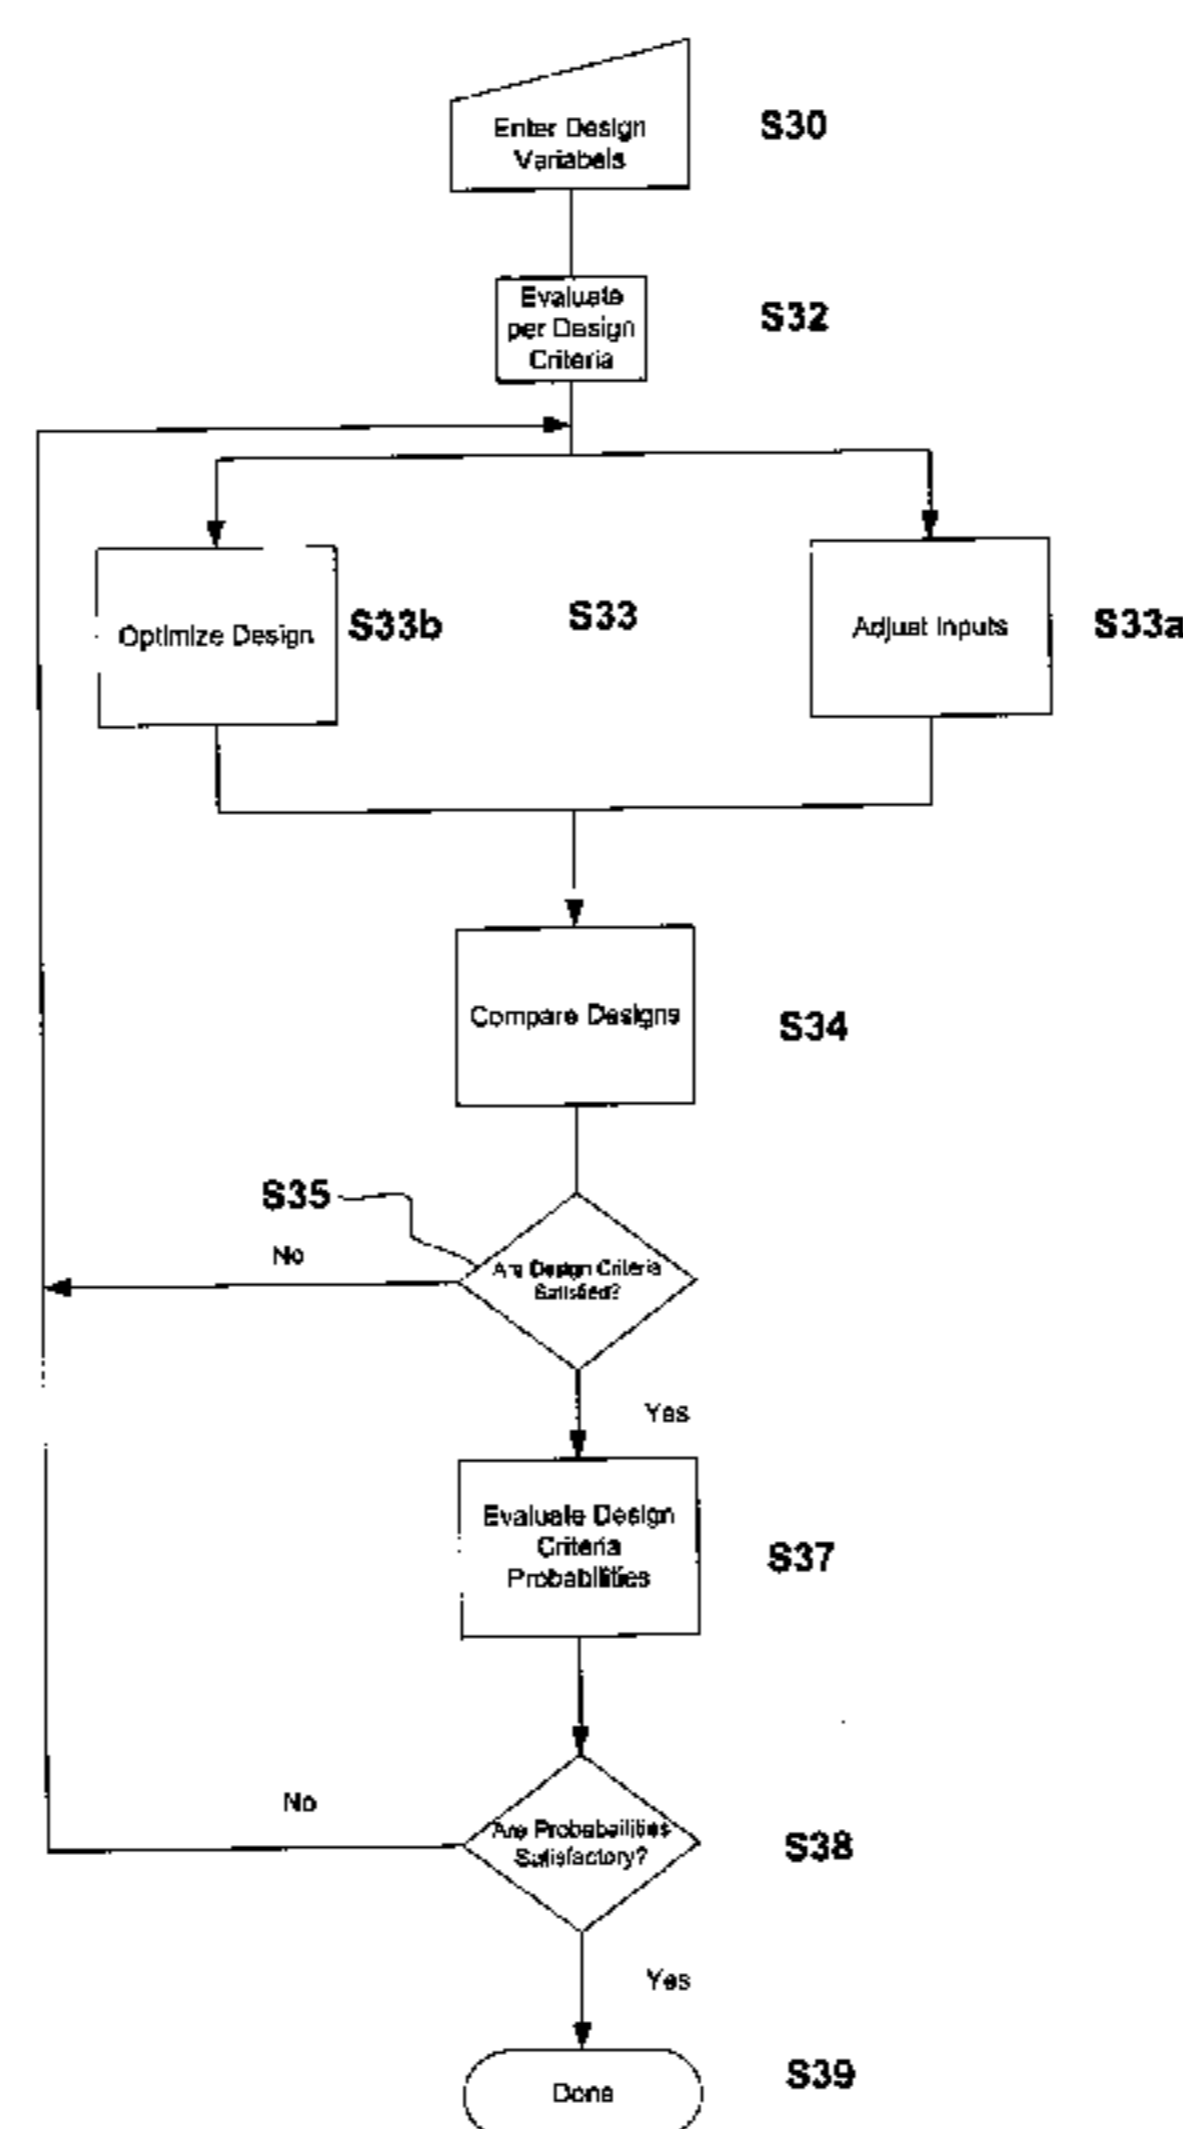 Enter Design
Variabels
S30
Evaluate
per Design
Criteria
S32
Optimize Design
S33b
S33
Adjust Inputs
S33a
Compare Designs
S34
S35
No
Are Design Criteria
Satisfied?
Yes
Evaluate Design
Criteria
Probabilities
S37
No
Are Probabailities
Satisfactory?
S38
Yes
Done
S39